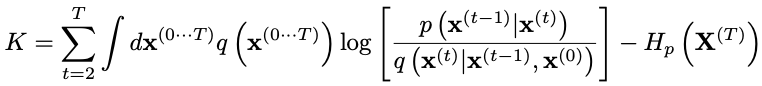 K = \sum_{t=2}^{T} \int d\mathbf{x}^{(0\cdots T)} q\left(\mathbf{x}^{(0\cdots T)}\right) \log\left[\frac{p\left(\mathbf{x}^{(t-1)}|\mathbf{x}^{(t)}\right)}{q\left(\mathbf{x}^{(t)}|\mathbf{x}^{(t-1)}, \mathbf{x}^{(0)}\right)}\right] - H_p\left(\mathbf{X}^{(T)}\right)